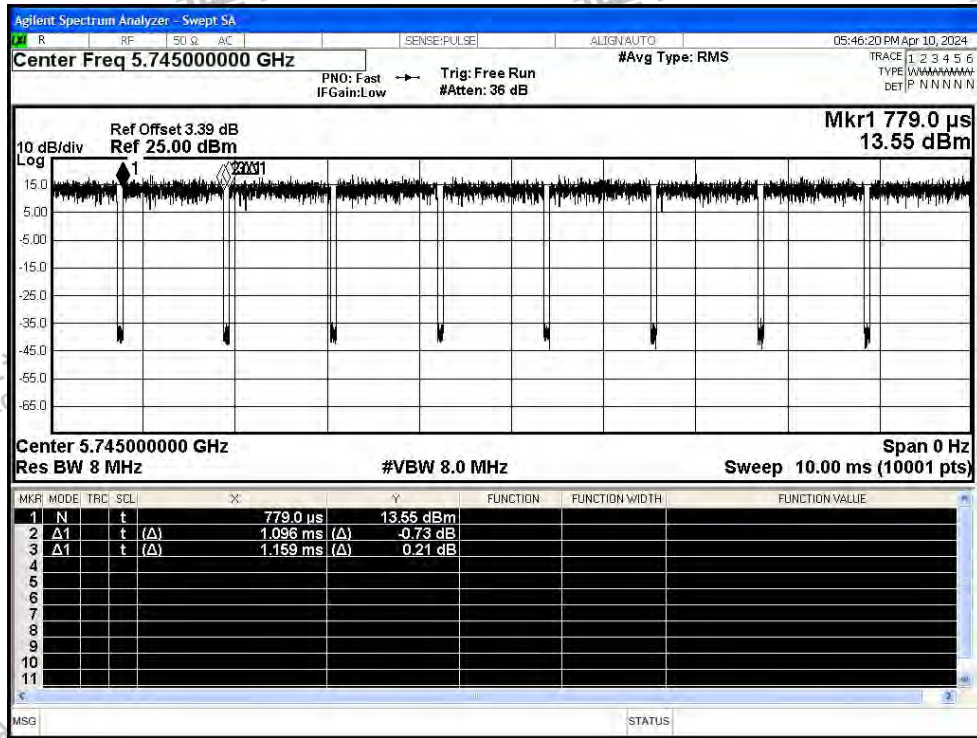 Agilent Spectrum Analyzer - Swept SA
LXI R RF 50 Ω AC SENSE:PULSE ALIGN AUTO 05:46:20 PM Apr 10, 2024
Center Freq 5.745000000 GHz #Avg Type: RMS TRACE 1 2 3 4 5 6
PNO: Fast Trig: Free Run TYPE WWWWWW
IFGain:Low #Atten: 36 dB DET P N N N N N
Mkr1 779.0 µs
Ref Offset 3.39 dB
10 dB/div Ref 25.00 dBm 13.55 dBm
Log
1
15.0
5.00
-5.00
-15.0
-25.0
-35.0
-45.0
-55.0
-65.0
Center 5.745000000 GHz Span 0 Hz
Res BW 8 MHz #VBW 8.0 MHz Sweep 10.00 ms (10001 pts)
MKR MODE TRC SCL X Y FUNCTION FUNCTION WIDTH FUNCTION VALUE
1 N t 779.0 µs 13.55 dBm
2 Δ1 t (Δ) 1.096 ms (Δ) -0.73 dB
3 Δ1 t (Δ) 1.159 ms (Δ) 0.21 dB
4
5
6
7
8
9
10
11
MSG STATUS